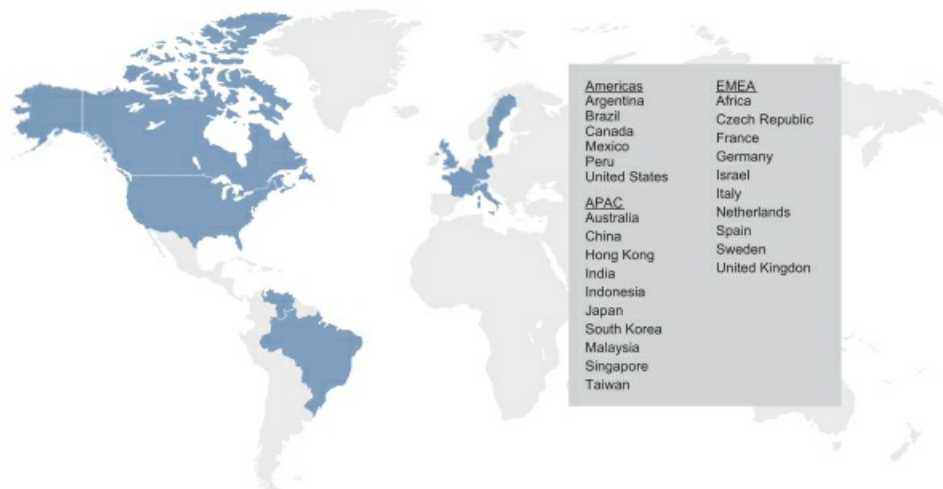 Americas
Argentina
Brazil
Canada
Mexico
Peru
United States
APAC
Australia
China
Hong Kong
India
Indonesia
Japan
South Korea
Malaysia
Singapore
Taiwan
EMEA
Africa
Czech Republic
France
Germany
Israel
Italy
Netherlands
Spain
Sweden
United Kingdon